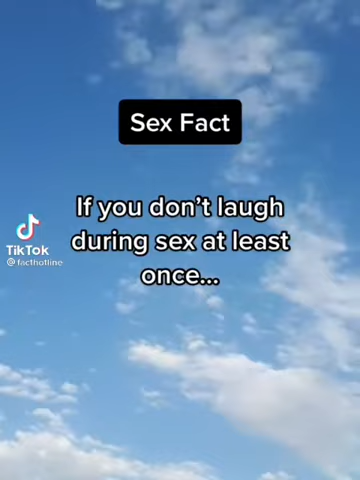 Sex Fact
If you don't laugh
during sex at least
once...
TikTok
@facthotline